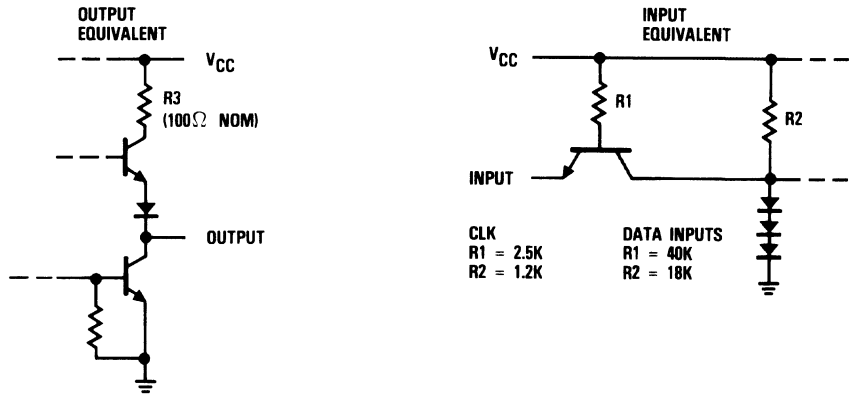 OUTPUT
EQUIVALENT
VCC
R3
(100Ω NOM)
OUTPUT
INPUT
EQUIVALENT
VCC
R1
R2
INPUT
CLK
R1 = 2.5K
R2 = 1.2K
DATA INPUTS
R1 = 40K
R2 = 18K